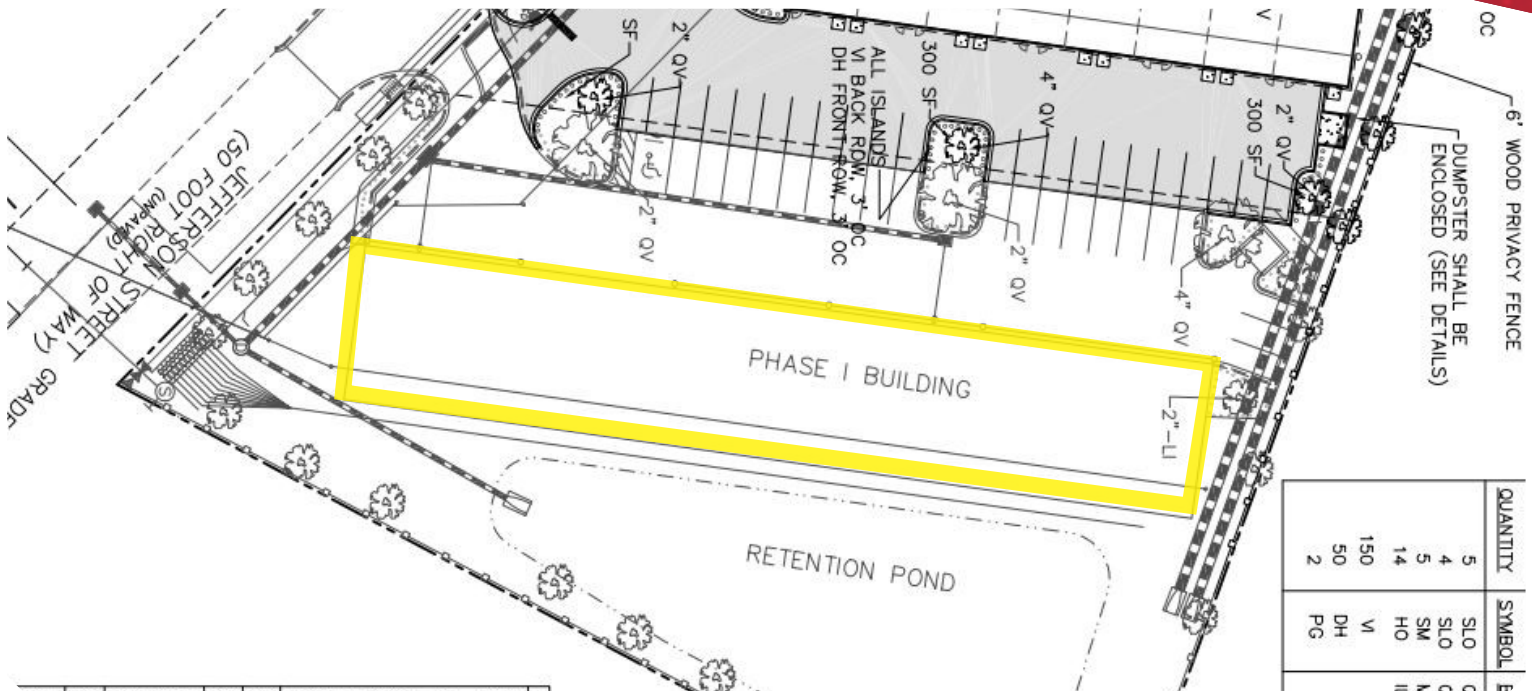 OC
6' WOOD PRIVACY FENCE
DUMPSTER SHALL BE
ENCLOSED (SEE DETAILS)
SF
2" QV
ALL ISLANDS
VI BACK ROW, 3' OC
DH FRONT ROW, 3' OC
300 SF
4" QV
2" QV
300 SF
2" QV
2" QV
4" QV
2"-LI
JEFFERSON STREET
(50 FOOT RIGHT OF WAY)
(UNPAVED)
S
PHASE I BUILDING
RETENTION POND
QUANTITY SYMBOL
5 SLO
4 SLO
5 SM
14 HO
150 VI
50 DH
2 PG